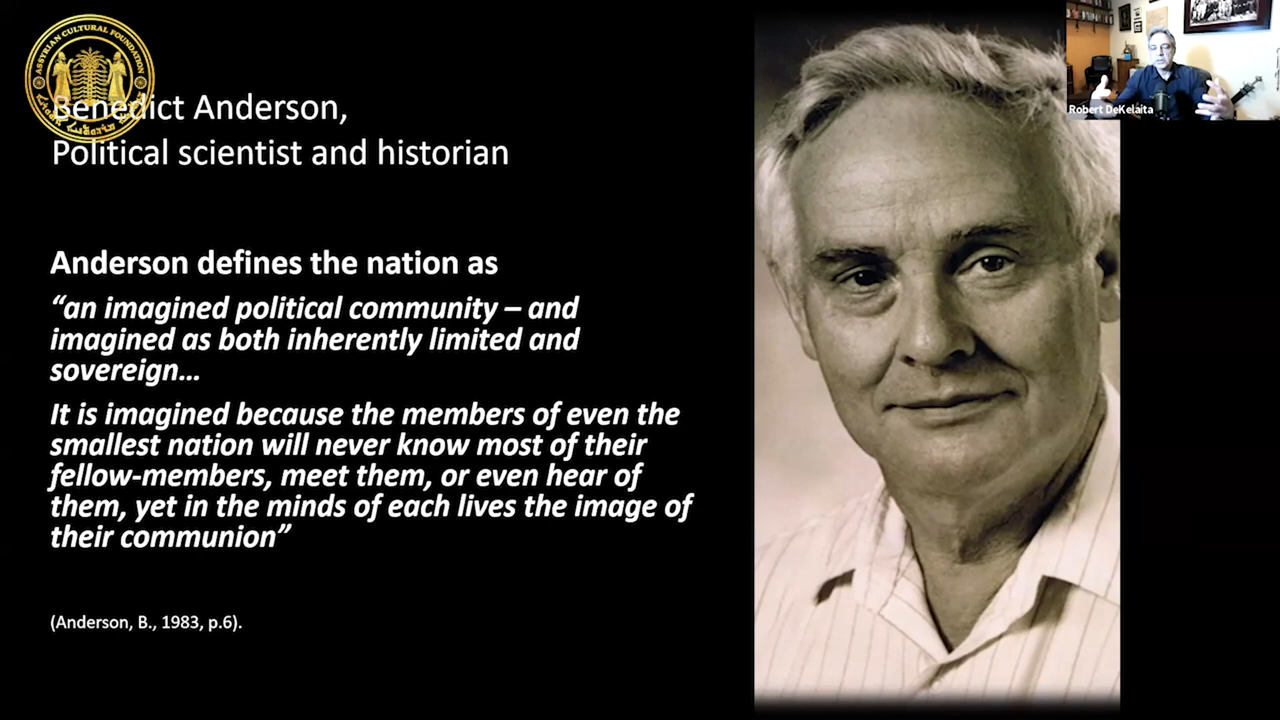 ASSYRIAN CULTURAL FOUNDATION
Benedict Anderson,
Political scientist and historian
Anderson defines the nation as
“an imagined political community – and
imagined as both inherently limited and
sovereign...
It is imagined because the members of even the
smallest nation will never know most of their
fellow-members, meet them, or even hear of
them, yet in the minds of each lives the image of
their communion”
(Anderson, B., 1983, p.6).
Robert DeKelaita